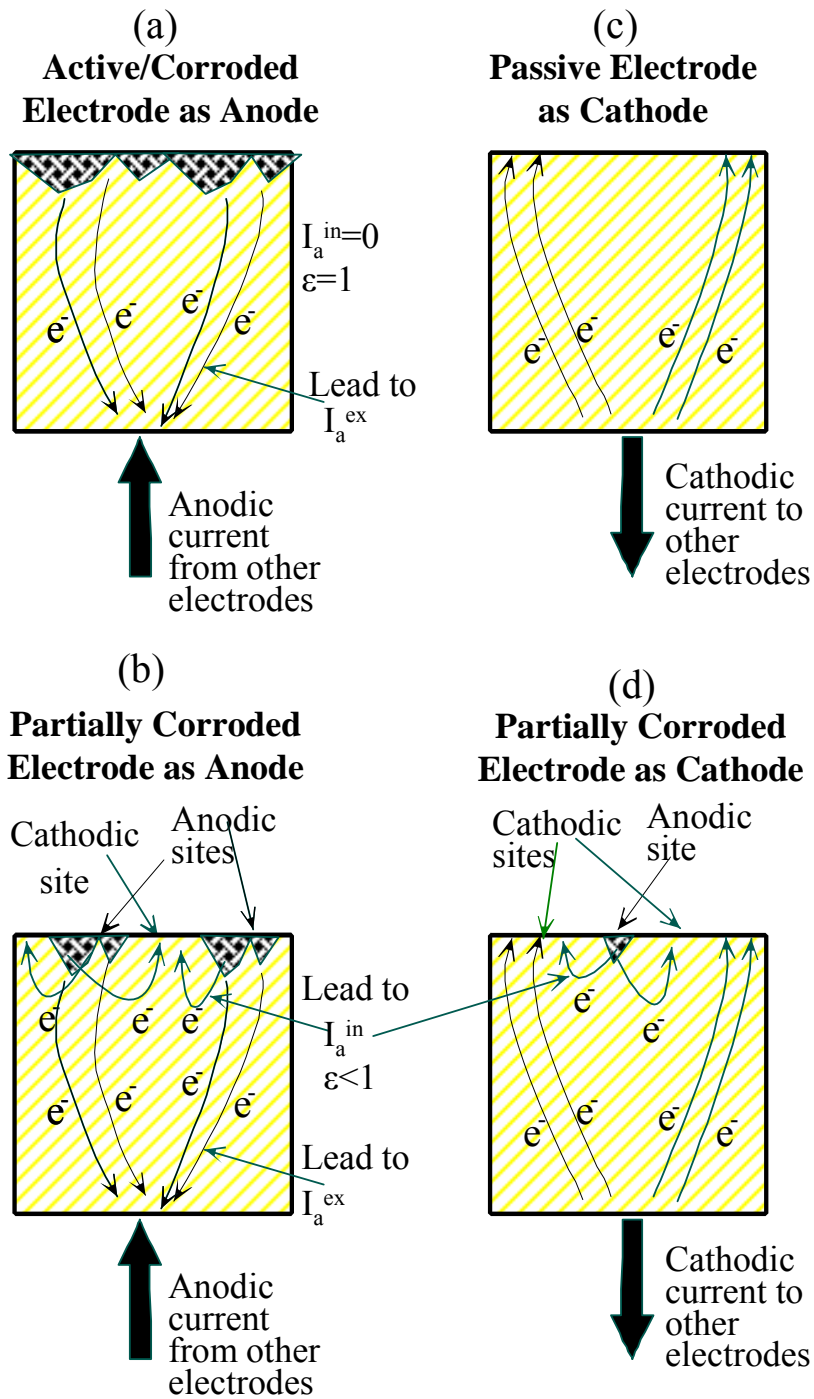 (a)
Active/Corroded
Electrode as Anode
I_a^in=0
ε=1
e⁻
e⁻
e⁻
e⁻
Lead to
I_a^ex
Anodic
current
from other
electrodes
(c)
Passive Electrode
as Cathode
e⁻
e⁻
e⁻
e⁻
Cathodic
current to
other
electrodes
(b)
Partially Corroded
Electrode as Anode
Cathodic
site
Anodic
sites
e⁻
e⁻
e⁻
Lead to
I_a^in
ε<1
e⁻
e⁻
e⁻
e⁻
Lead to
I_a^ex
Anodic
current
from other
electrodes
(d)
Partially Corroded
Electrode as Cathode
Cathodic
sites
Anodic
site
e⁻
e⁻
e⁻
e⁻
e⁻
e⁻
Cathodic
current to
other
electrodes